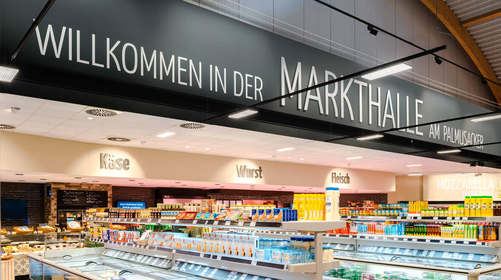 WILLKOMMEN IN DER MARKTHALLE AM PALMUSACKER
Käse
Wurst
Fleisch
MOZZARELLA